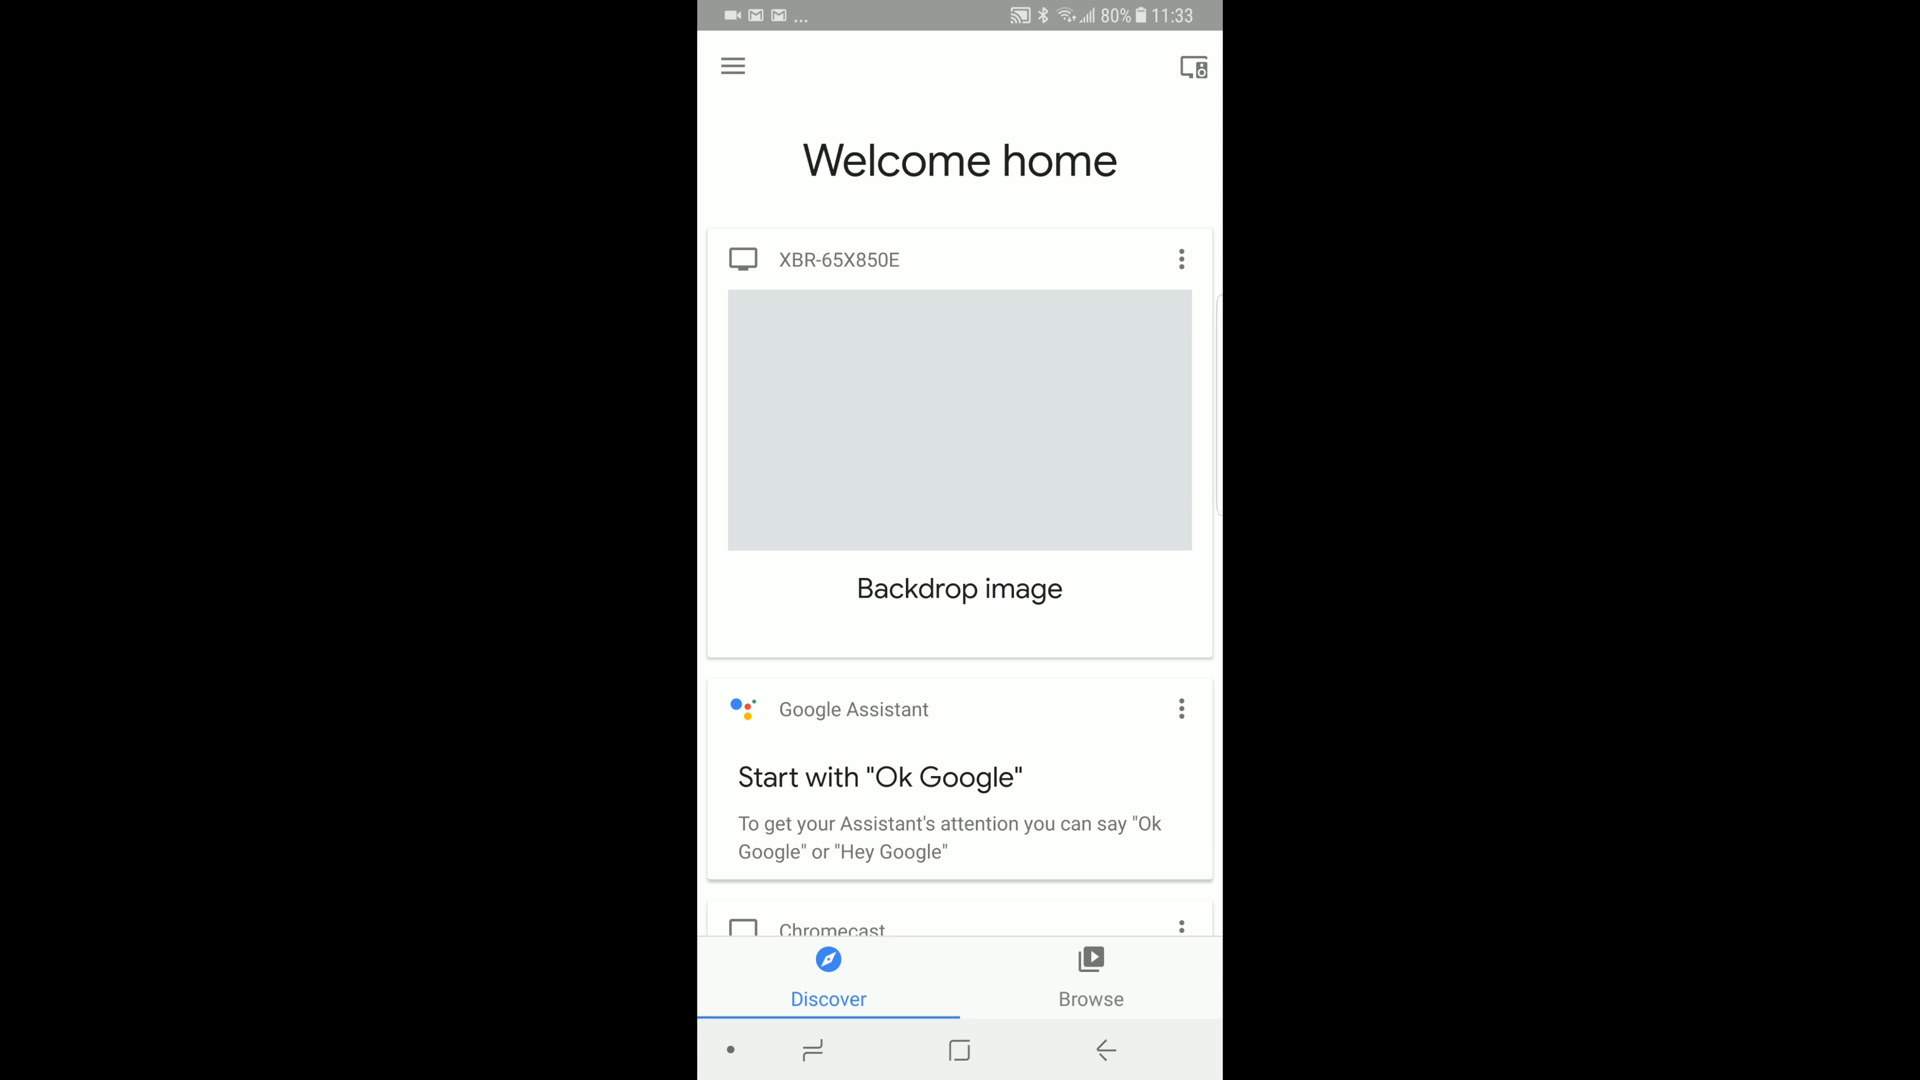 ... 80% 11:33
Welcome home
XBR-65X850E
Backdrop image
Google Assistant
Start with "Ok Google"
To get your Assistant's attention you can say "Ok
Google" or "Hey Google"
Chromecast
Discover
Browse